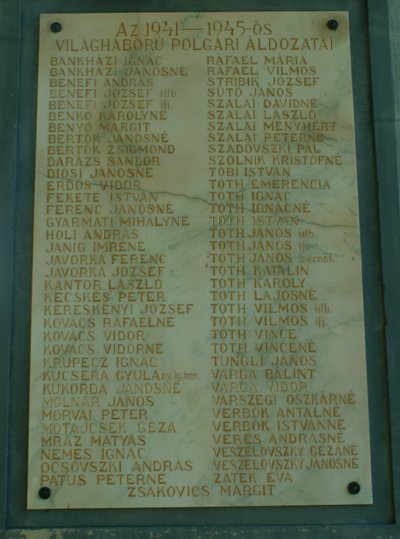 Az 1941—1945-ÖS
VILÁGHÁBORÚ POLGÁRI ÁLDOZATAI
BANKHÁZI IGNÁC
BANKHÁZI JÁNOSNÉ
BENEFI ANDRÁS
BENEFI JÓZSEF idb.
BENEFI JÓZSEF ifj.
BENKÓ KÁROLYNÉ
BENYÓ MARGIT
BERTÓK JÁNOSNÉ
BERTÓK ZSIGMOND
DARÁZS SÁNDOR
DIÓSI JÁNOSNÉ
ERDŐS VIDOR
FEKETE ISTVÁN
FERENC JÁNOSNÉ
GYARMATI MIHÁLYNÉ
HOLI ANDRÁS
JANIG IMRÉNÉ
JÁVORKA FERENC
JÁVORKA JÓZSEF
KÁNTOR LÁSZLÓ
KECSKÉS PÉTER
KERESKÉNYI JÓZSEF
KOVÁCS RAFAELNÉ
KOVÁCS VIDOR
KOVÁCS VIDORNÉ
KRUPECZ IGNÁC
KUCSERA GYULA
KUKORDA JÁNOSNÉ
MOLNÁR JÁNOS
MORVAI PÉTER
MOTAJCSEK GÉZA
MRÁZ MÁTYÁS
NEMES IGNÁC
OCSOVSZKI ANDRÁS
PATUS PÉTERNÉ
RAFAEL MÁRIA
RAFAEL VILMOS
STRIBIK JÓZSEF
SÜTŐ JÁNOS
SZALAI DÁVIDNÉ
SZALAI LÁSZLÓ
SZALAI MENYHÉRT
SZALAI PÉTERNÉ
SZADOVSZKI PÁL
SZOLNIK KRISTÓFNÉ
TÓBI ISTVÁN
TÓTH EMERENCIA
TÓTH IGNÁC
TÓTH IGNÁCNÉ
TÓTH ISTVÁN
TÓTH JÁNOS idb.
TÓTH JÁNOS ifj.
TÓTH JÁNOS mérnök
TÓTH KATALIN
TÓTH KÁROLY
TÓTH LAJOSNÉ
TÓTH VILMOS idb.
TÓTH VILMOS ifj.
TÓTH VINCE
TÓTH VINCÉNÉ
TUNGLI JÁNOS
VARGA BÁLINT
VARGA VIDOR
VÁRSZEGI OSZKÁRNÉ
VERBÓK ANTALNÉ
VERBÓK ISTVÁNNÉ
VERES ANDRÁSNÉ
VESZELOVSZKY GÉZÁNÉ
VESZELOVSZKY JÁNOSNÉ
ZATEK ÉVA
ZSÁKOVICS MARGIT